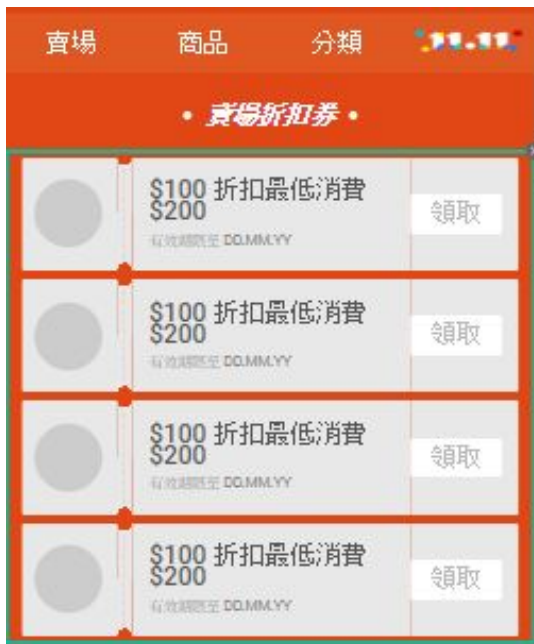 賣場 商品 分類 11.11
• 賣場折扣券 •
$100 折扣最低消費
$200
有效期限至 DD.MM.YY
領取
$100 折扣最低消費
$200
有效期限至 DD.MM.YY
領取
$100 折扣最低消費
$200
有效期限至 DD.MM.YY
領取
$100 折扣最低消費
$200
有效期限至 DD.MM.YY
領取